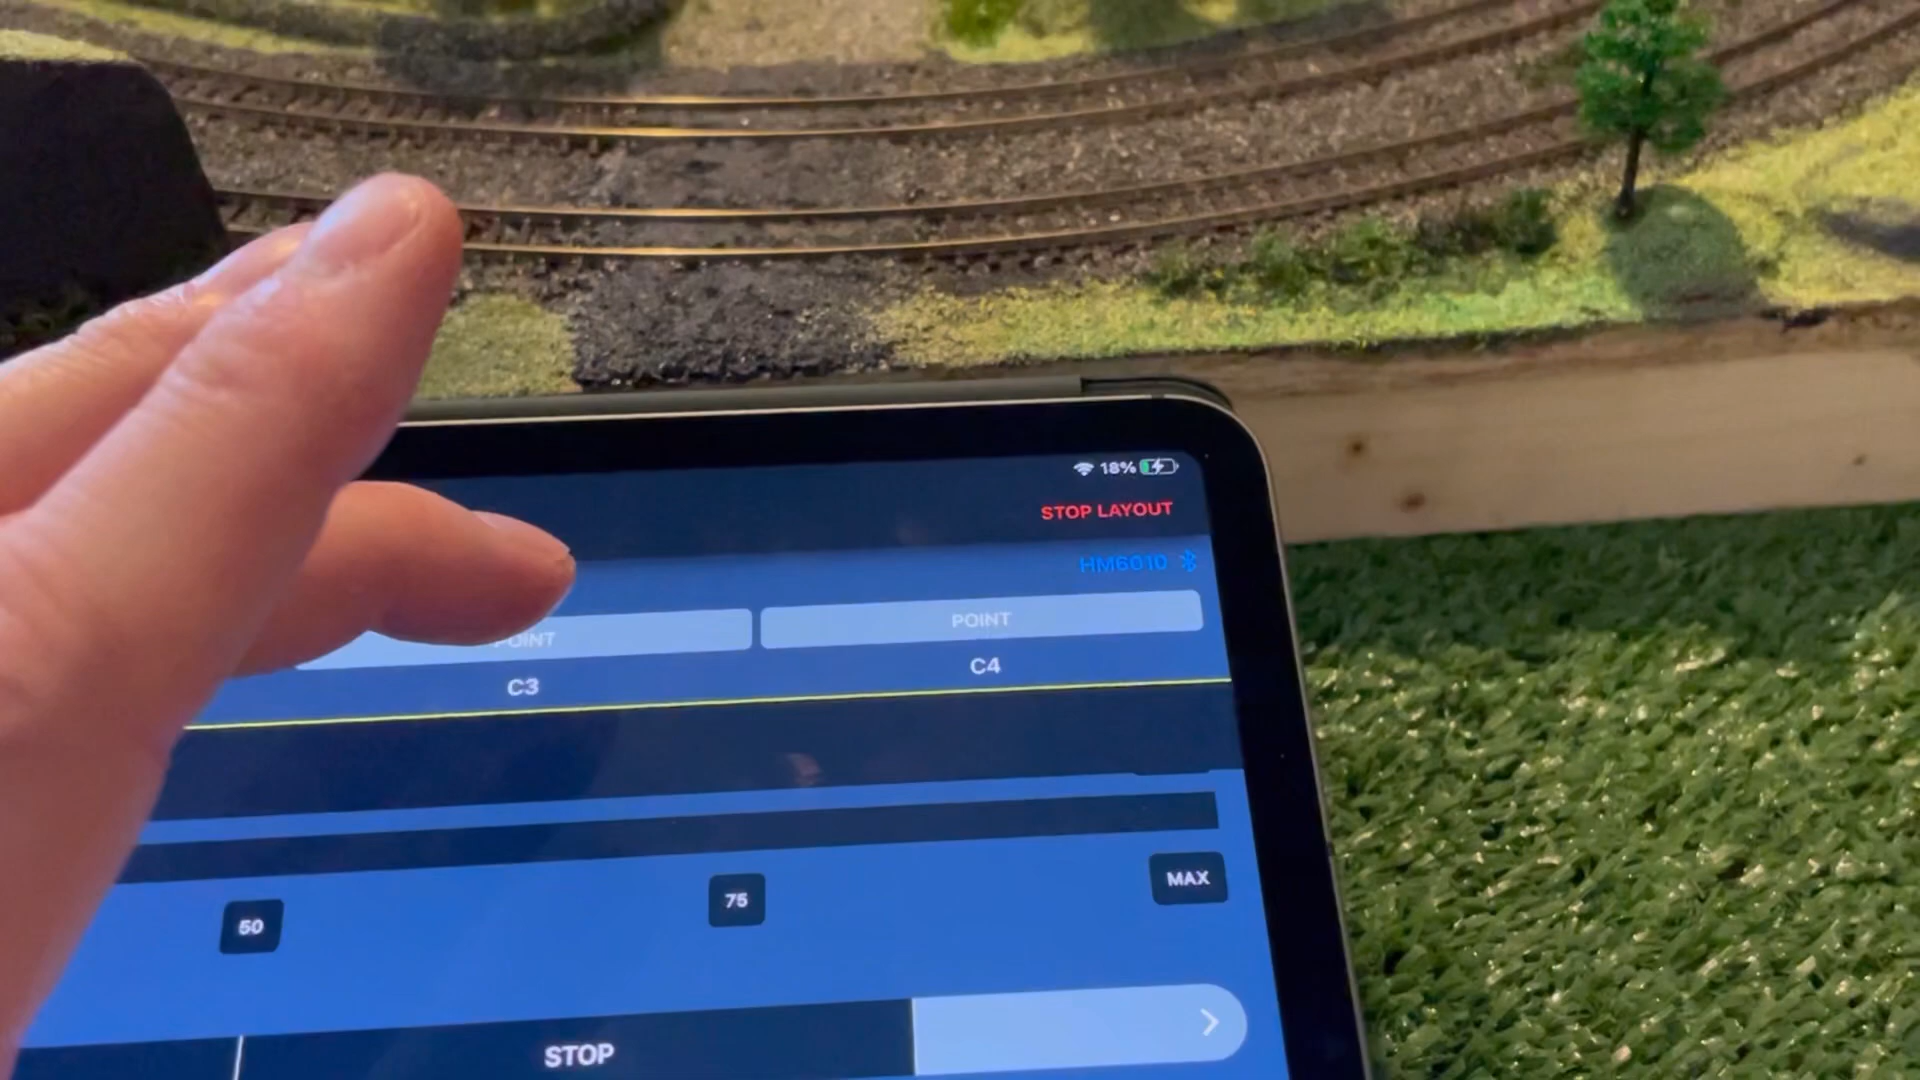 18%
STOP LAYOUT
HM6010
POINT POINT
C3 C4
50 75 MAX
STOP